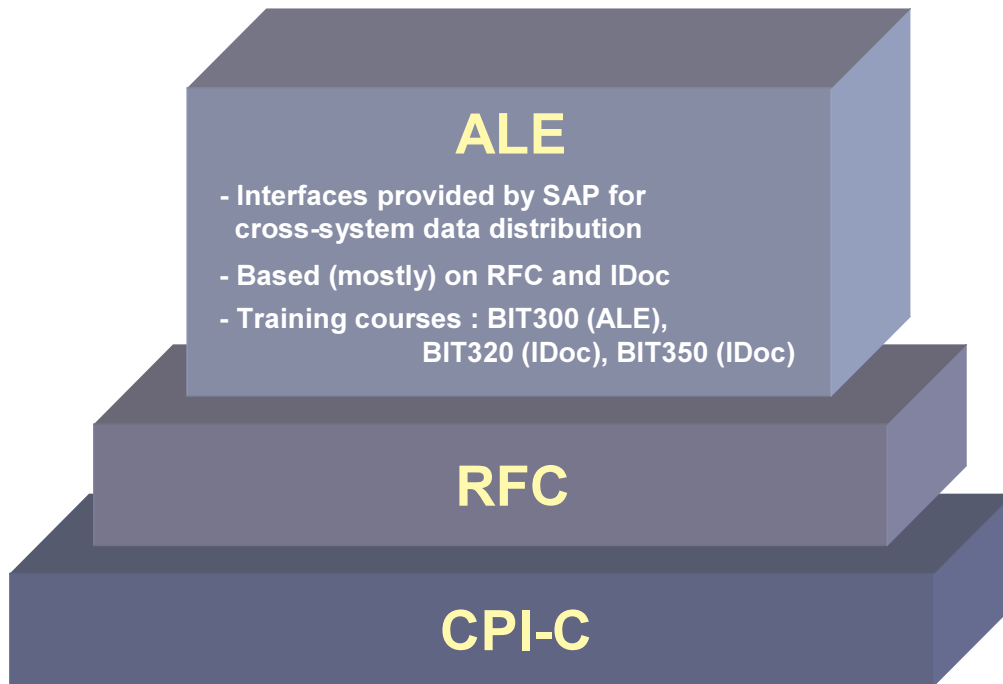 ALE
- Interfaces provided by SAP for
cross-system data distribution
- Based (mostly) on RFC and IDoc
- Training courses : BIT300 (ALE),
BIT320 (IDoc), BIT350 (IDoc)
RFC
CPI-C